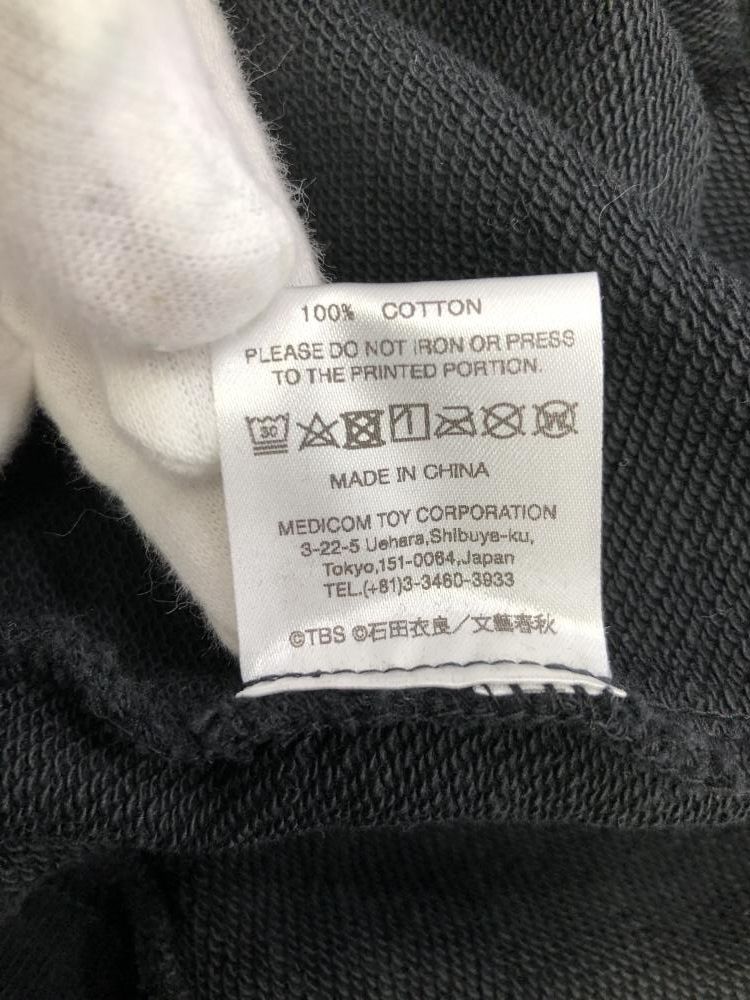 100% COTTON
PLEASE DO NOT IRON OR PRESS
TO THE PRINTED PORTION.
30
MADE IN CHINA
MEDICOM TOY CORPORATION
3-22-5 Uehara,Shibuya-ku,
Tokyo,151-0064,Japan
TEL.(+81)3-3460-3933
©TBS ©石田衣良／文藝春秋